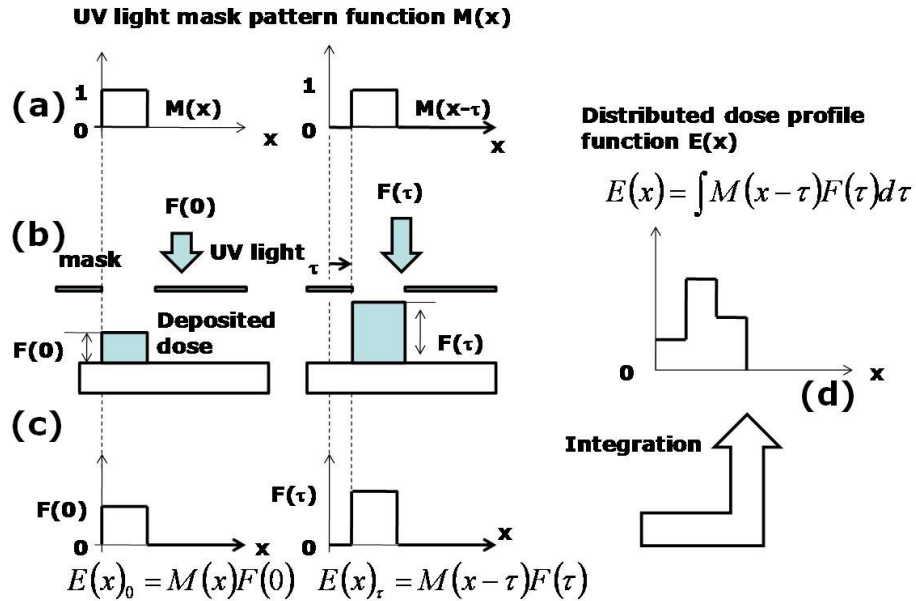 UV light mask pattern function M(x)
(a)
1
0
M(x)
x
1
0
M(x-τ)
x
(b)
F(0)
F(τ)
mask
UV light
τ
F(0)
Deposited
dose
F(τ)
(c)
F(0)
0
x
F(τ)
0
x
E(x)₀ = M(x)F(0)
E(x)τ = M(x-τ)F(τ)
Distributed dose profile
function E(x)
E(x) = ∫M(x-τ)F(τ)dτ
0
x
(d)
Integration